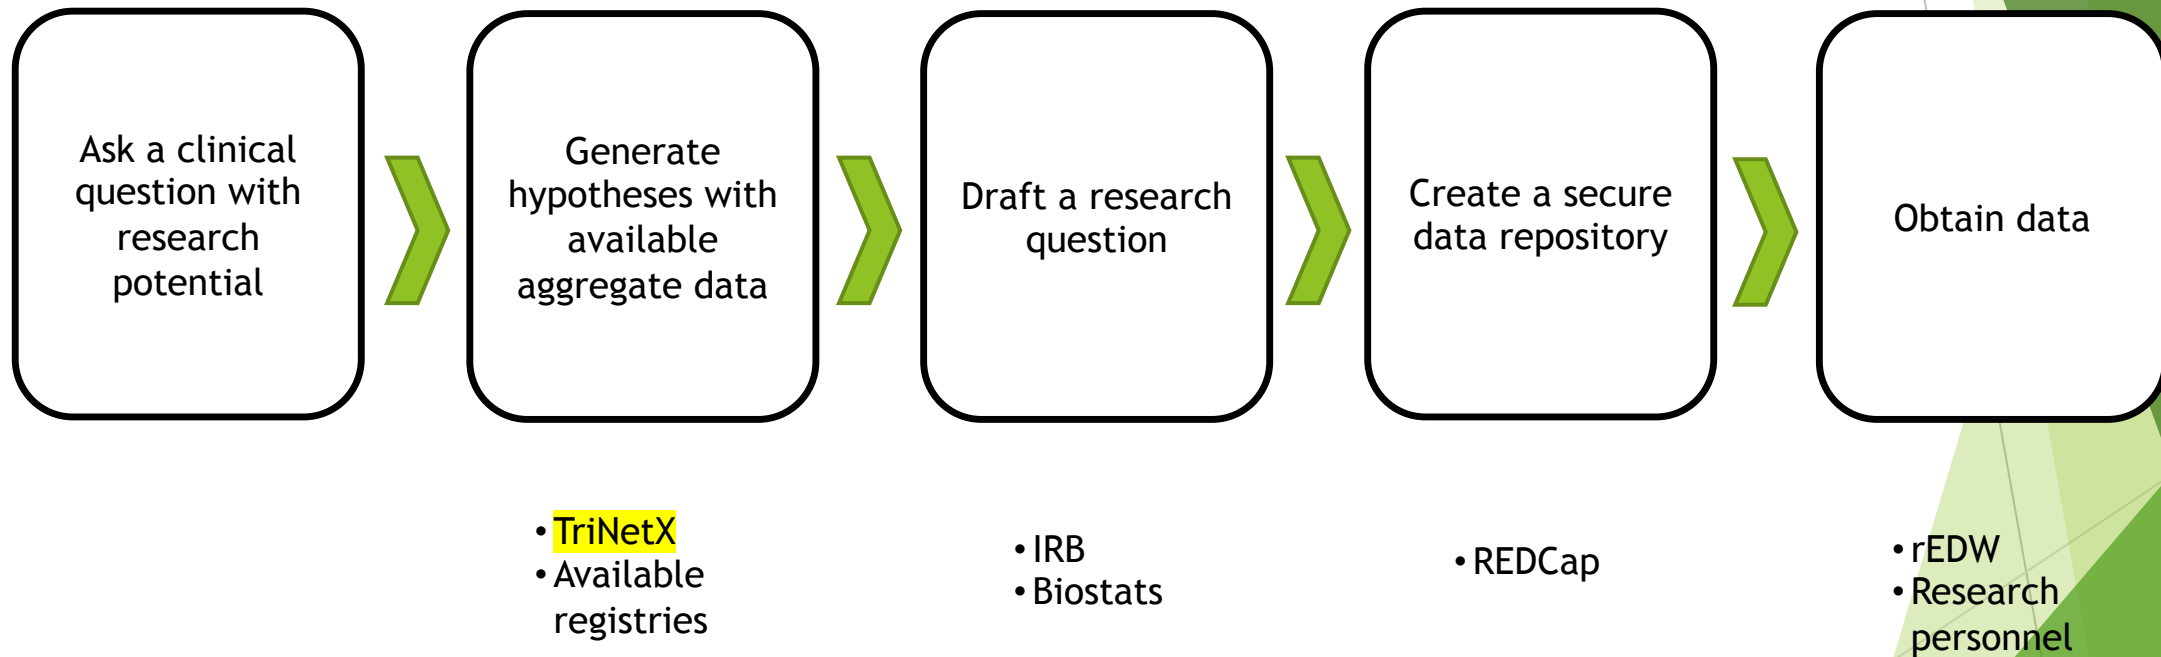 Ask a clinical
question with
research
potential
Generate
hypotheses with
available
aggregate data
Draft a research
question
Create a secure
data repository
Obtain data
• TriNetX
• Available
registries
• IRB
• Biostats
• REDCap
• rEDW
• Research
personnel